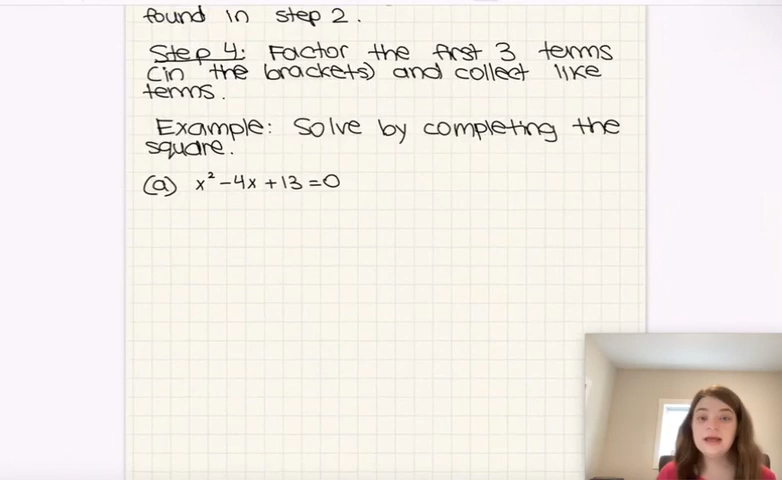 found in step 2.
Step 4: Factor the first 3 terms
(in the brackets) and collect like
terms.
Example: Solve by completing the
square.
(a) x² - 4x + 13 = 0